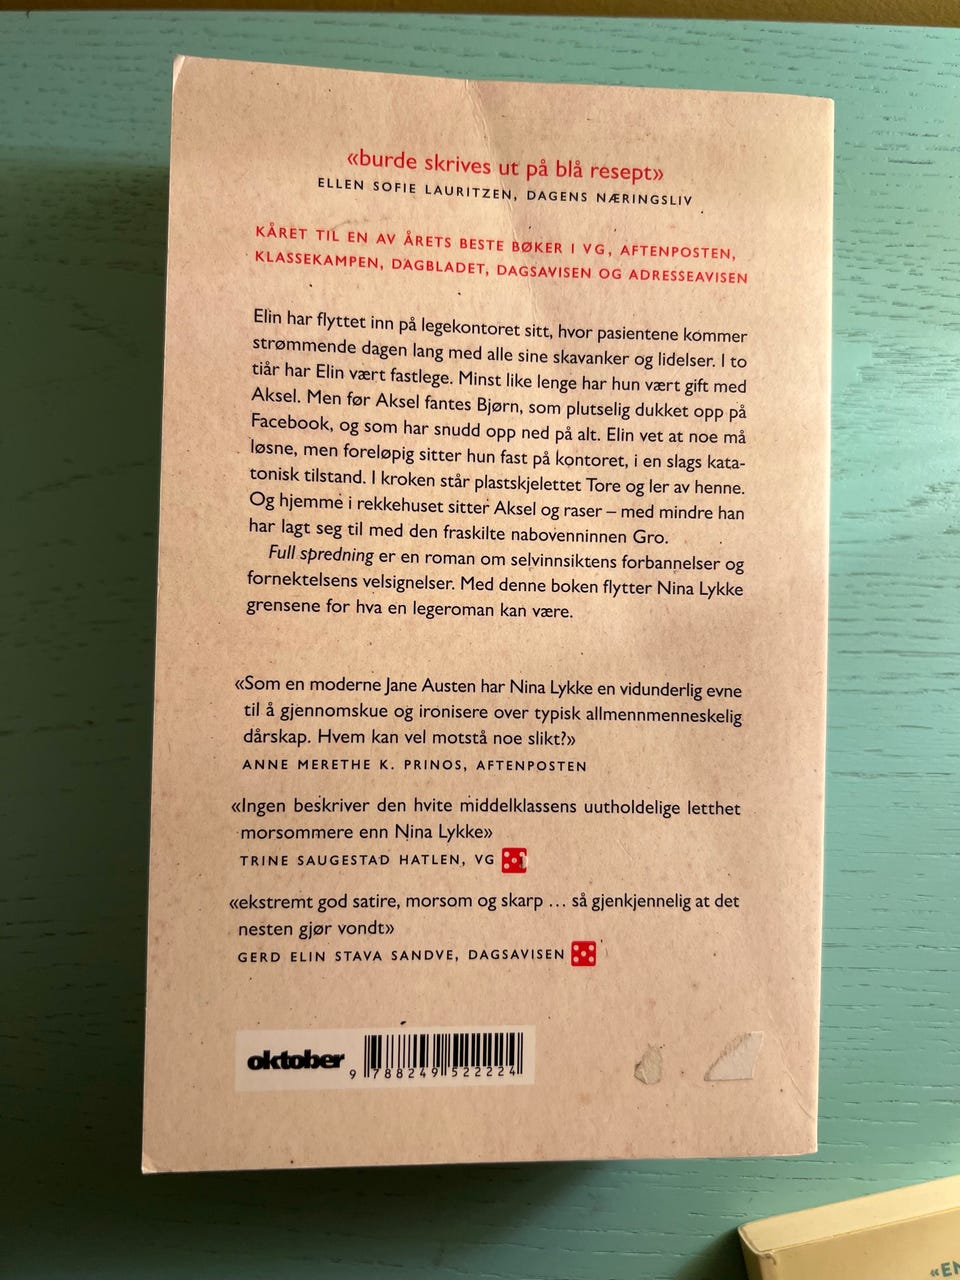 «burde skrives ut på blå resept»
ELLEN SOFIE LAURITZEN, DAGENS NÆRINGSLIV
KÅRET TIL EN AV ÅRETS BESTE BØKER I VG, AFTENPOSTEN,
KLASSEKAMPEN, DAGBLADET, DAGSAVISEN OG ADRESSEAVISEN
Elin har flyttet inn på legekontoret sitt, hvor pasientene kommer
strømmende dagen lang med alle sine skavanker og lidelser. I to
tiår har Elin vært fastlege. Minst like lenge har hun vært gift med
Aksel. Men før Aksel fantes Bjørn, som plutselig dukket opp på
Facebook, og som har snudd opp ned på alt. Elin vet at noe må
løsne, men foreløpig sitter hun fast på kontoret, i en slags kata-
tonisk tilstand. I kroken står plastskjelettet Tore og ler av henne.
Og hjemme i rekkehuset sitter Aksel og raser – med mindre han
har lagt seg til med den fraskilte nabovenninnen Gro.
Full spredning er en roman om selvinnsiktens forbannelser og
fornektelsens velsignelser. Med denne boken flytter Nina Lykke
grensene for hva en legeroman kan være.
«Som en moderne Jane Austen har Nina Lykke en vidunderlig evne
til å gjennomskue og ironisere over typisk allmennmenneskelig
dårskap. Hvem kan vel motstå noe slikt?»
ANNE MERETHE K. PRINOS, AFTENPOSTEN
«Ingen beskriver den hvite middelklassens uutholdelige letthet
morsommere enn Nina Lykke»
TRINE SAUGESTAD HATLEN, VG
«ekstremt god satire, morsom og skarp … så gjenkjennelig at det
nesten gjør vondt»
GERD ELIN STAVA SANDVE, DAGSAVISEN
oktober
9 788249 522224
«EN